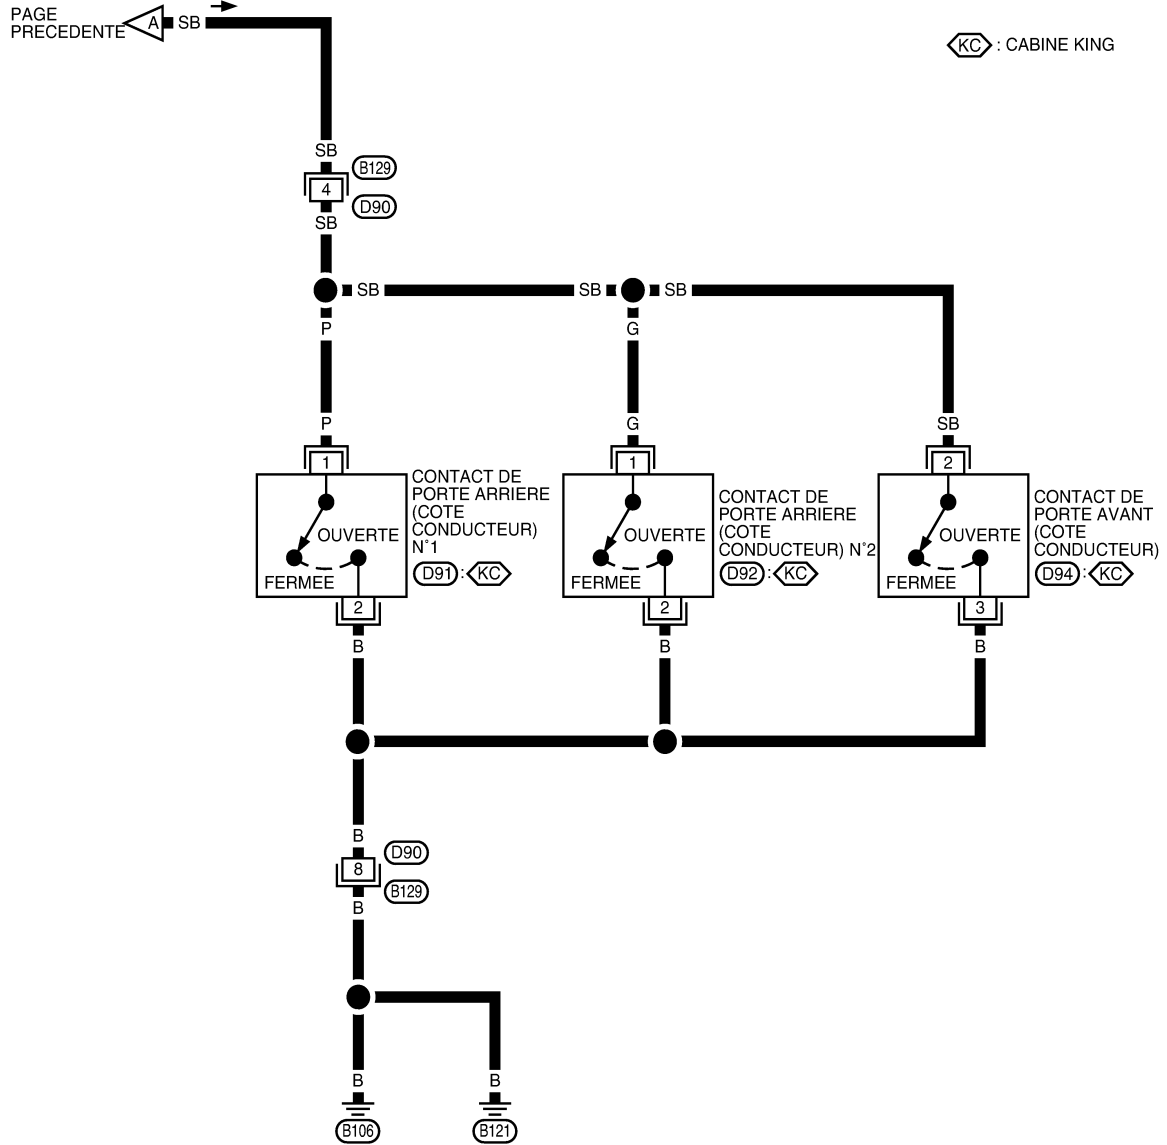 PAGE
PRECEDENTE
A
SB
KC : CABINE KING
SB
B129
4
D90
SB
SB
SB
SB
P
G
P
G
SB
1
1
2
CONTACT DE
PORTE ARRIERE
(COTE
CONDUCTEUR)
N°1
D91 : KC
OUVERTE
FERMEE
CONTACT DE
PORTE ARRIERE
(COTE
CONDUCTEUR) N°2
D92 : KC
OUVERTE
FERMEE
CONTACT DE
PORTE AVANT
(COTE
CONDUCTEUR)
D94 : KC
OUVERTE
FERMEE
2
2
3
B
B
B
B
D90
8
B129
B
B
B
B106
B121